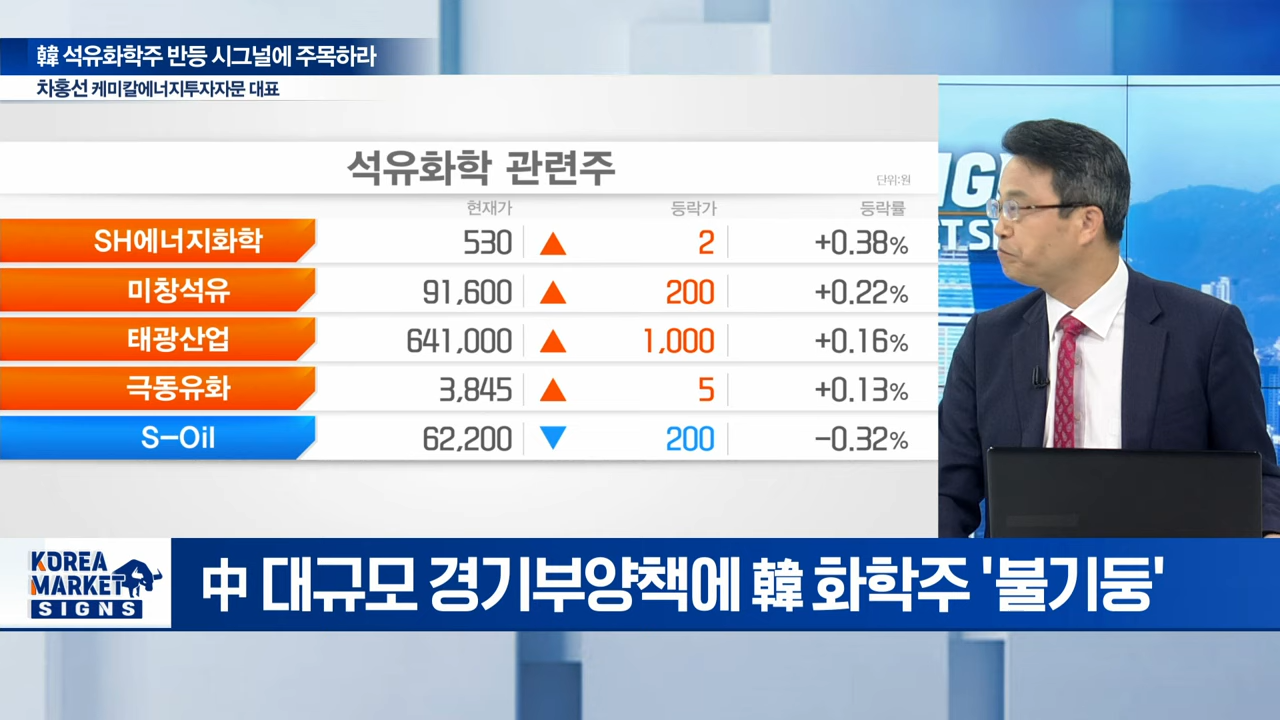 韓 석유화학주 반등 시그널에 주목하라
차홍선 케미칼에너지투자자문 대표
석유화학 관련주
단위:원
현재가 등락가 등락률
SH에너지화학 530 ▲ 2 +0.38%
미창석유 91,600 ▲ 200 +0.22%
태광산업 641,000 ▲ 1,000 +0.16%
극동유화 3,845 ▲ 5 +0.13%
S-Oil 62,200 ▼ 200 -0.32%
KOREA
MARKET
SIGNS
中 대규모 경기부양책에 韓 화학주 '불기둥'